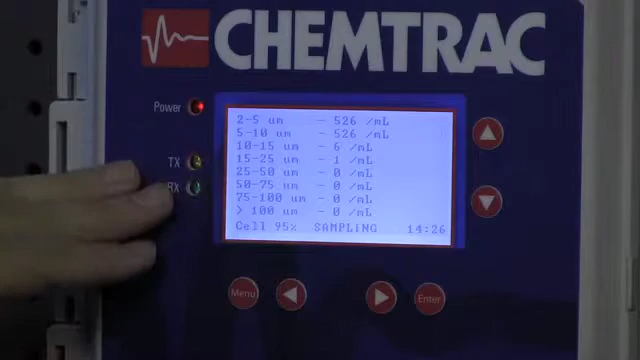 CHEMTRAC
Power
2-5 um - 526 /mL
5-10 um - 526 /mL
10-15 um - 6 /mL
15-25 um - 1 /mL
25-50 um - 0 /mL
50-75 um - 0 /mL
75-100 um - 0 /mL
> 100 um - 0 /mL
Cell 95% SAMPLING 14:26
TX
RX
Menu
Enter